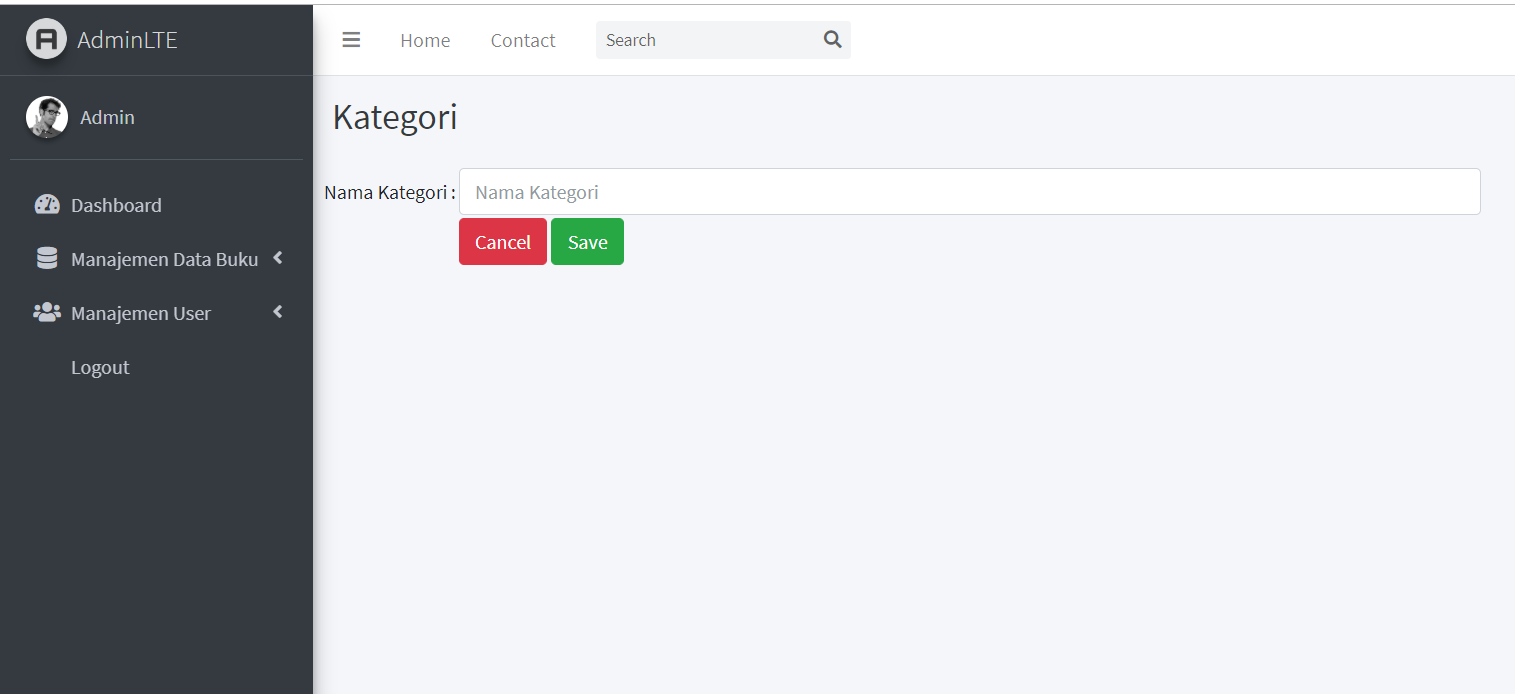 AdminLTE
Home Contact Search
Admin
Kategori
Nama Kategori : Nama Kategori
Cancel Save
Dashboard
Manajemen Data Buku
Manajemen User
Logout